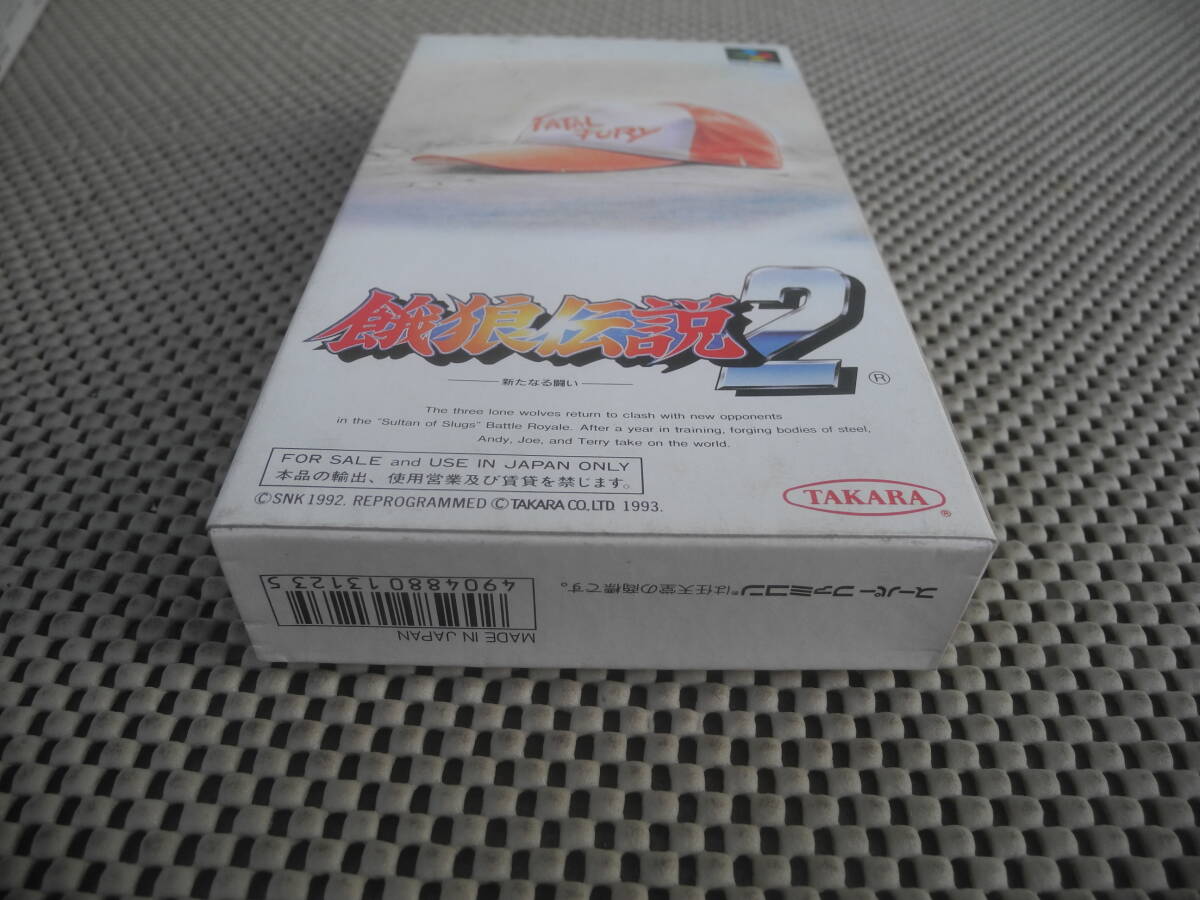 FATAL
FURY
餓狼伝説2
新たなる闘い
®
The three lone wolves return to clash with new opponents
in the "Sultan of Slugs" Battle Royale. After a year in training, forging bodies of steel,
Andy, Joe, and Terry take on the world.
FOR SALE and USE IN JAPAN ONLY
本品の輸出、使用営業及び賃貸を禁じます。
©SNK 1992. REPROGRAMMED © TAKARA CO.,LTD. 1993.
TAKARA®
スーパーファミコン®は任天堂の商標です。
MADE IN JAPAN
4904880131235